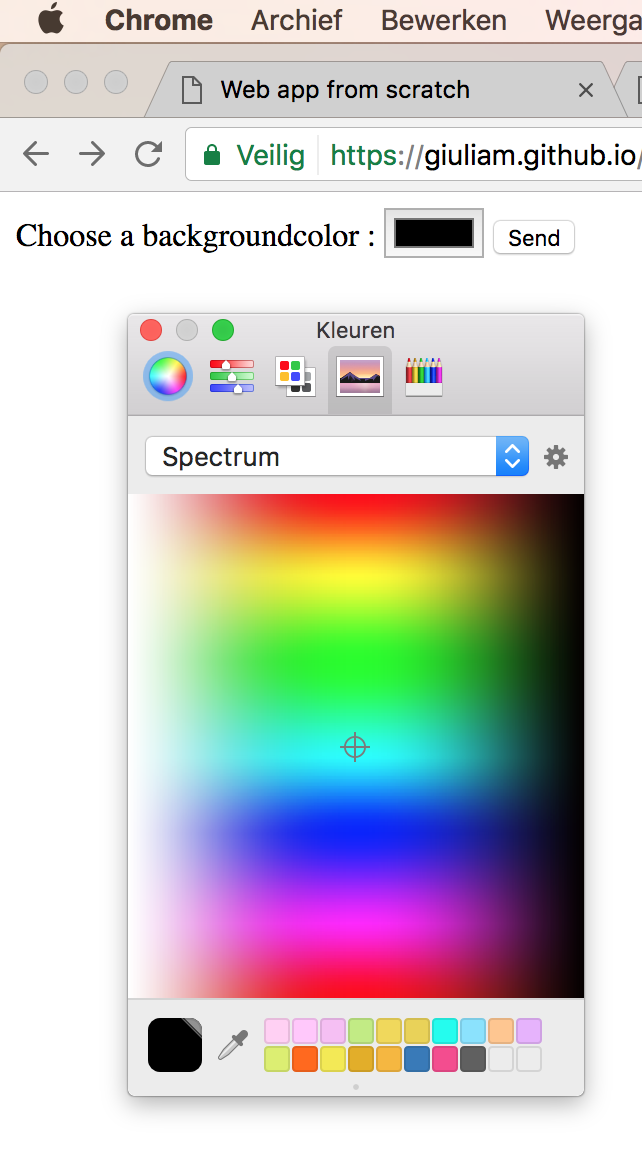 Chrome Archief Bewerken Weerga
Web app from scratch
Veilig https://giuliam.github.io/
Choose a backgroundcolor : Send
Kleuren
Spectrum